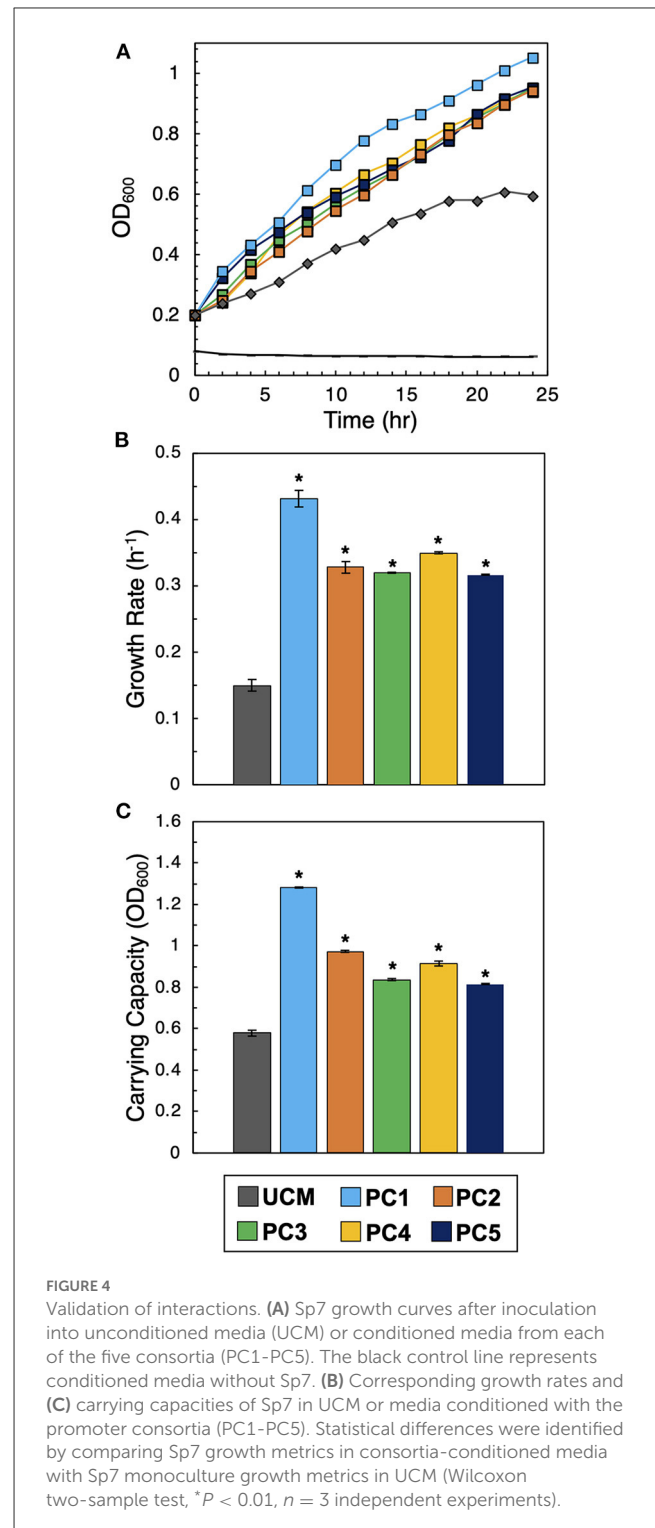 A
1
0.8
0.6
0.4
0.2
0
OD600
0 5 10 15 20 25
Time (hr)
B
0.5
0.4
0.3
0.2
0.1
0
Growth Rate (h-1)
* * * * *
C
1.6
1.4
1.2
1
0.8
0.6
0.4
0.2
0
Carrying Capacity (OD600)
* * * * *
UCM PC1 PC2
PC3 PC4 PC5
FIGURE 4
Validation of interactions. (A) Sp7 growth curves after inoculation
into unconditioned media (UCM) or conditioned media from each
of the five consortia (PC1-PC5). The black control line represents
conditioned media without Sp7. (B) Corresponding growth rates and
(C) carrying capacities of Sp7 in UCM or media conditioned with the
promoter consortia (PC1-PC5). Statistical differences were identified
by comparing Sp7 growth metrics in consortia-conditioned media
with Sp7 monoculture growth metrics in UCM (Wilcoxon
two-sample test, *P < 0.01, n = 3 independent experiments).